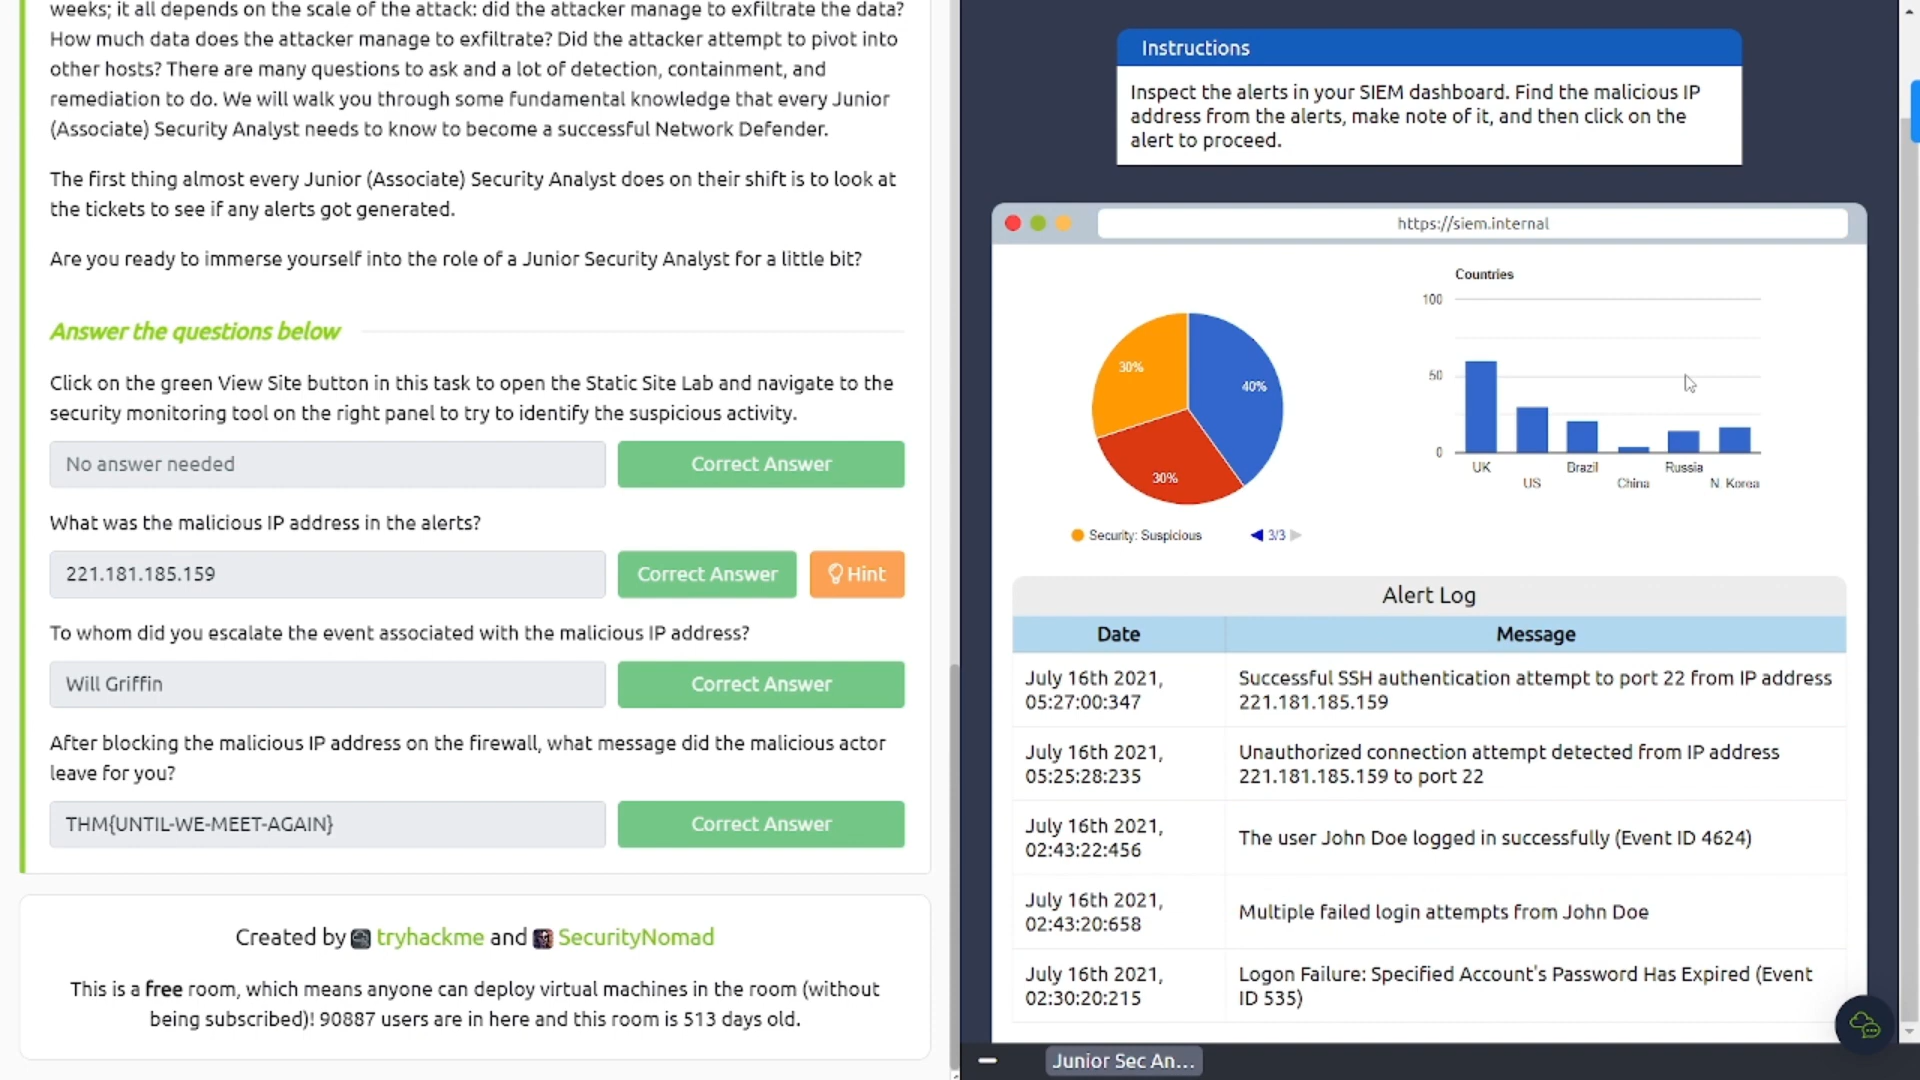 weeks; it all depends on the scale of the attack: did the attacker manage to exfiltrate the data?
How much data does the attacker manage to exfiltrate? Did the attacker attempt to pivot into
other hosts? There are many questions to ask and a lot of detection, containment, and
remediation to do. We will walk you through some fundamental knowledge that every Junior
(Associate) Security Analyst needs to know to become a successful Network Defender.
The first thing almost every Junior (Associate) Security Analyst does on their shift is to look at
the tickets to see if any alerts got generated.
Are you ready to immerse yourself into the role of a Junior Security Analyst for a little bit?
Answer the questions below
Click on the green View Site button in this task to open the Static Site Lab and navigate to the
security monitoring tool on the right panel to try to identify the suspicious activity.
No answer needed
Correct Answer
What was the malicious IP address in the alerts?
221.181.185.159
Correct Answer
Hint
To whom did you escalate the event associated with the malicious IP address?
Will Griffin
Correct Answer
After blocking the malicious IP address on the firewall, what message did the malicious actor
leave for you?
THM{UNTIL-WE-MEET-AGAIN}
Correct Answer
Created by tryhackme and SecurityNomad
This is a free room, which means anyone can deploy virtual machines in the room (without
being subscribed)! 90887 users are in here and this room is 513 days old.
Instructions
Inspect the alerts in your SIEM dashboard. Find the malicious IP
address from the alerts, make note of it, and then click on the
alert to proceed.
https://siem.internal
30%
40%
30%
Security: Suspicious
3/3
Countries
100
50
0
UK
US
Brazil
China
Russia
N. Korea
Alert Log
Date
Message
July 16th 2021,
05:27:00:347
Successful SSH authentication attempt to port 22 from IP address
221.181.185.159
July 16th 2021,
05:25:28:235
Unauthorized connection attempt detected from IP address
221.181.185.159 to port 22
July 16th 2021,
02:43:22:456
The user John Doe logged in successfully (Event ID 4624)
July 16th 2021,
02:43:20:658
Multiple failed login attempts from John Doe
July 16th 2021,
02:30:20:215
Logon Failure: Specified Account's Password Has Expired (Event
ID 535)
Junior Sec An...